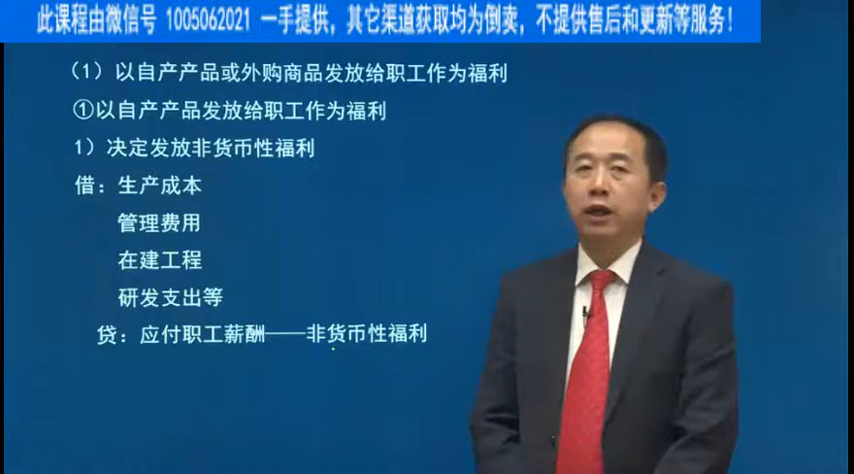 此课程由微信号 1005062021 一手提供，其它渠道获取均为倒卖，不提供售后和更新等服务！
（1）以自产产品或外购商品发放给职工作为福利
①以自产产品发放给职工作为福利
1）决定发放非货币性福利
借：生产成本
管理费用
在建工程
研发支出等
贷：应付职工薪酬——非货币性福利